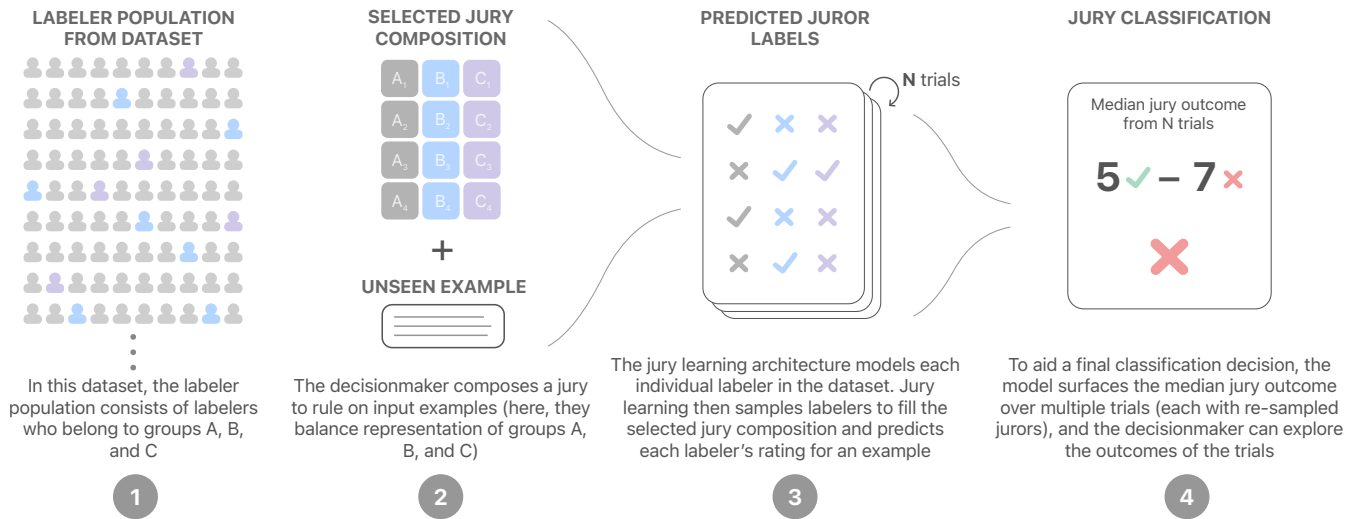 LABELER POPULATION
FROM DATASET
In this dataset, the labeler
population consists of labelers
who belong to groups A, B,
and C
1
SELECTED JURY
COMPOSITION
A1 B1 C1
A2 B2 C2
A3 B3 C3
A4 B4 C4
+
UNSEEN EXAMPLE
The decisionmaker composes a jury
to rule on input examples (here, they
balance representation of groups A,
B, and C)
2
PREDICTED JUROR
LABELS
N trials
The jury learning architecture models each
individual labeler in the dataset. Jury
learning then samples labelers to fill the
selected jury composition and predicts
each labeler’s rating for an example
3
JURY CLASSIFICATION
Median jury outcome
from N trials
5 – 7
To aid a final classification decision, the
model surfaces the median jury outcome
over multiple trials (each with re-sampled
jurors), and the decisionmaker can explore
the outcomes of the trials
4